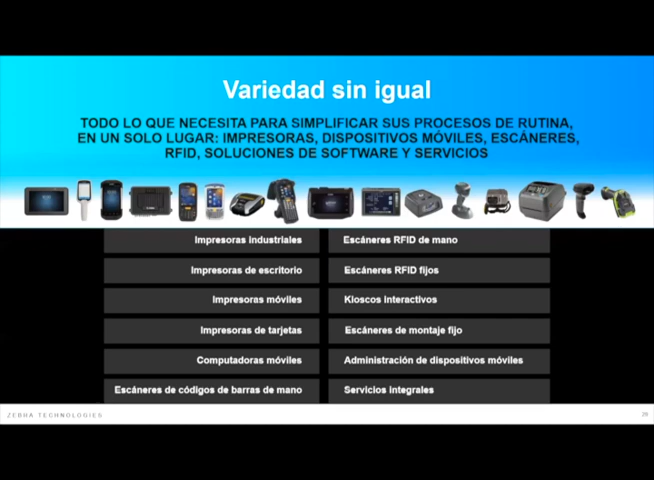 Variedad sin igual
TODO LO QUE NECESITA PARA SIMPLIFICAR SUS PROCESOS DE RUTINA,
EN UN SOLO LUGAR: IMPRESORAS, DISPOSITIVOS MÓVILES, ESCÁNERES,
RFID, SOLUCIONES DE SOFTWARE Y SERVICIOS
Impresoras industriales
Escáneres RFID de mano
Impresoras de escritorio
Escáneres RFID fijos
Impresoras móviles
Kioscos interactivos
Impresoras de tarjetas
Escáneres de montaje fijo
Computadoras móviles
Administración de dispositivos móviles
Escáneres de códigos de barras de mano
Servicios integrales
ZEBRA TECHNOLOGIES